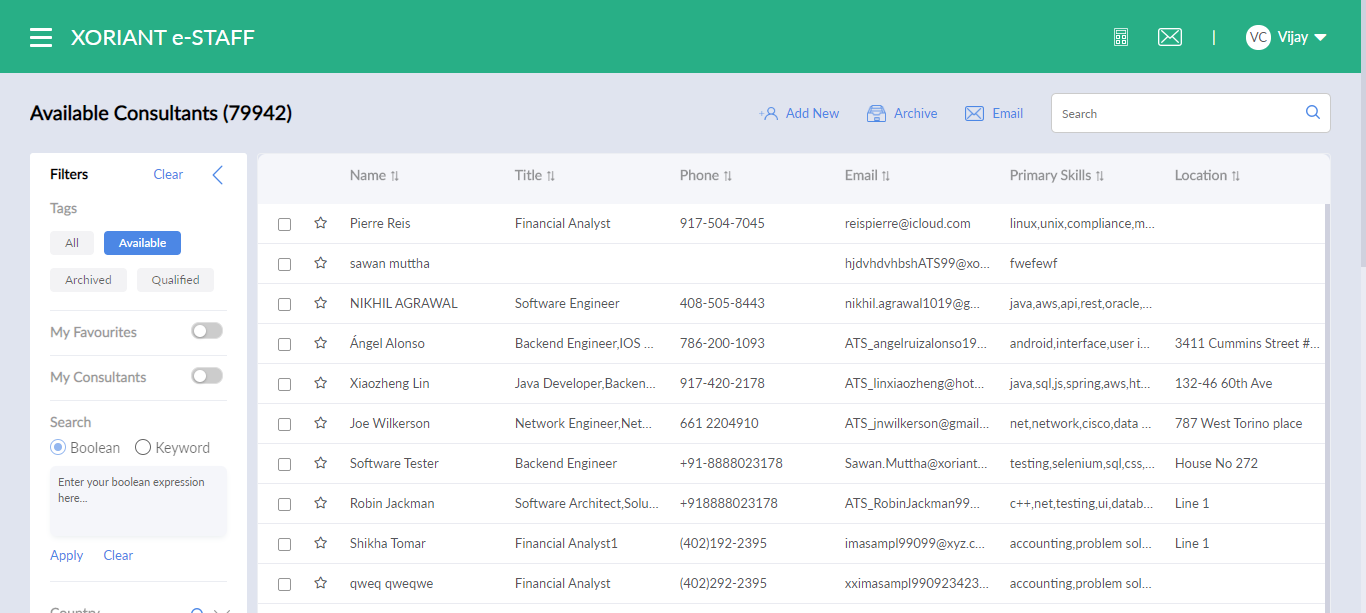 XORIANT e-STAFF
VC Vijay
Available Consultants (79942)
Add New
Archive
Email
Search
Filters
Clear
Tags
All
Available
Archived
Qualified
My Favourites
My Consultants
Search
Boolean
Keyword
Enter your boolean expression
here...
Apply
Clear
Country
Name Title Phone Email Primary Skills Location
Pierre Reis Financial Analyst 917-504-7045 reispierre@icloud.com linux,unix,compliance,m...
sawan muttha hjdvhdvhbshATS99@xo... fwefewf
NIKHIL AGRAWAL Software Engineer 408-505-8443 nikhil.agrawal1019@g... java,aws,api,rest,oracle,...
Ángel Alonso Backend Engineer,IOS ... 786-200-1093 ATS_angelruizalonso19... android,interface,user i... 3411 Cummins Street #...
Xiaozheng Lin Java Developer,Backen... 917-420-2178 ATS_linxiaozheng@hot... java,sql,js,spring,aws,ht... 132-46 60th Ave
Joe Wilkerson Network Engineer,Net... 661 2204910 ATS_jnwilkerson@gmail... net,network,cisco,data ... 787 West Torino place
Software Tester Backend Engineer +91-8888023178 Sawan.Muttha@xoriant... testing,selenium,sql,css,... House No 272
Robin Jackman Software Architect,Solu... +918888023178 ATS_RobinJackman99... c++,net,testing,ui,datab... Line 1
Shikha Tomar Financial Analyst1 (402)192-2395 imasampl99099@xyz.c... accounting,problem sol... Line 1
qweq qweqwe Financial Analyst (402)292-2395 xximasampl990923423... accounting,problem sol...